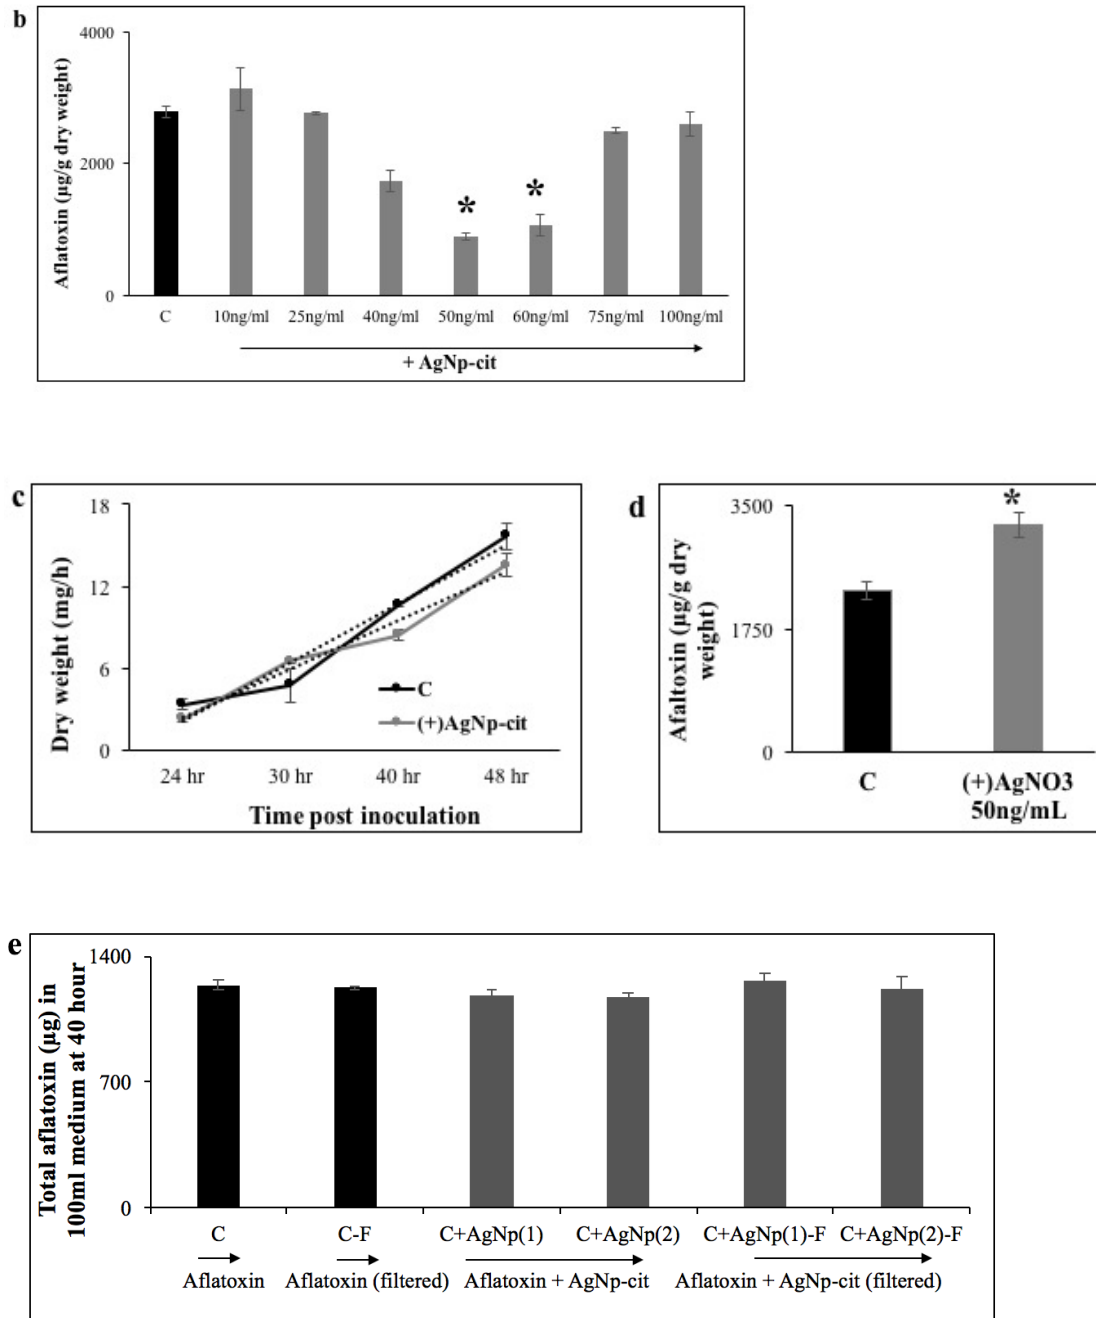 b
4000
2000
0
Aflatoxin (µg/g dry weight)
*
*
C 10ng/ml 25ng/ml 40ng/ml 50ng/ml 60ng/ml 75ng/ml 100ng/ml
+ AgNp-cit
c
18
12
6
0
Dry weight (mg/h)
C
(+)AgNp-cit
24 hr 30 hr 40 hr 48 hr
Time post inoculation
d
3500
1750
0
Afaltoxin (µg/g dry
weight)
*
C (+)AgNO3
50ng/mL
e
1400
700
0
Total aflatoxin (µg) in
100ml medium at 40 hour
C C-F C+AgNp(1) C+AgNp(2) C+AgNp(1)-F C+AgNp(2)-F
Aflatoxin Aflatoxin (filtered) Aflatoxin + AgNp-cit Aflatoxin + AgNp-cit (filtered)